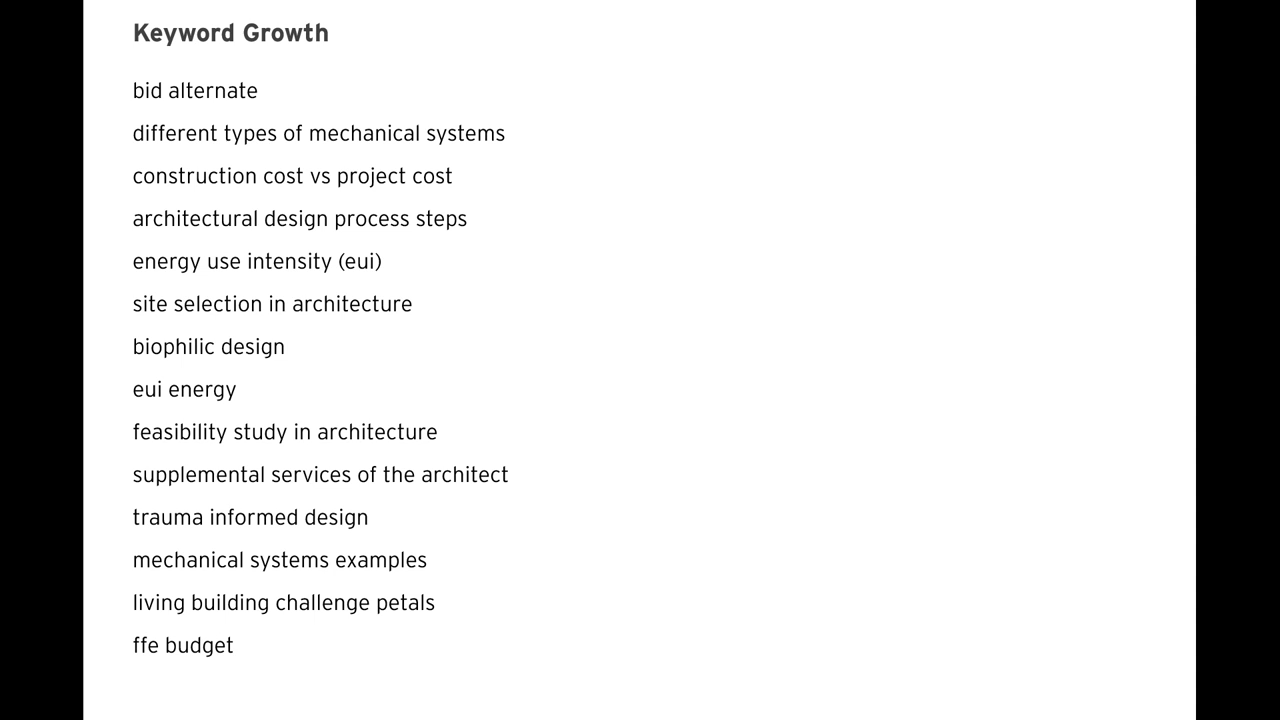 Keyword Growth
bid alternate
different types of mechanical systems
construction cost vs project cost
architectural design process steps
energy use intensity (eui)
site selection in architecture
biophilic design
eui energy
feasibility study in architecture
supplemental services of the architect
trauma informed design
mechanical systems examples
living building challenge petals
ffe budget